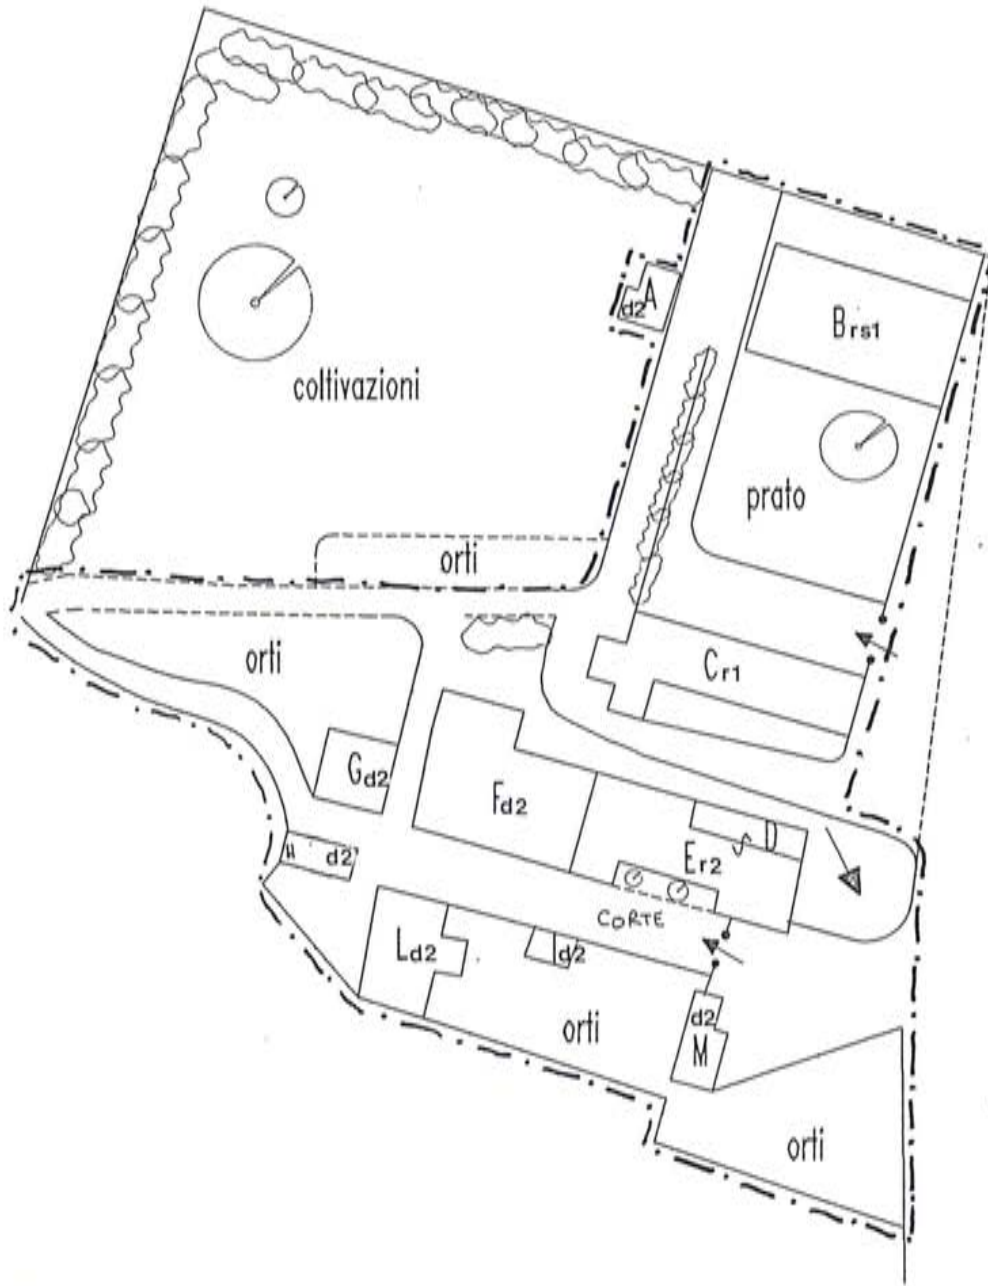 A
d2
Brs1
coltivazioni
prato
orti
orti
Cr1
Gd2
Fd2
D
Er2
H d2
CORTE
Ld2
I d2
d2
M
orti
orti